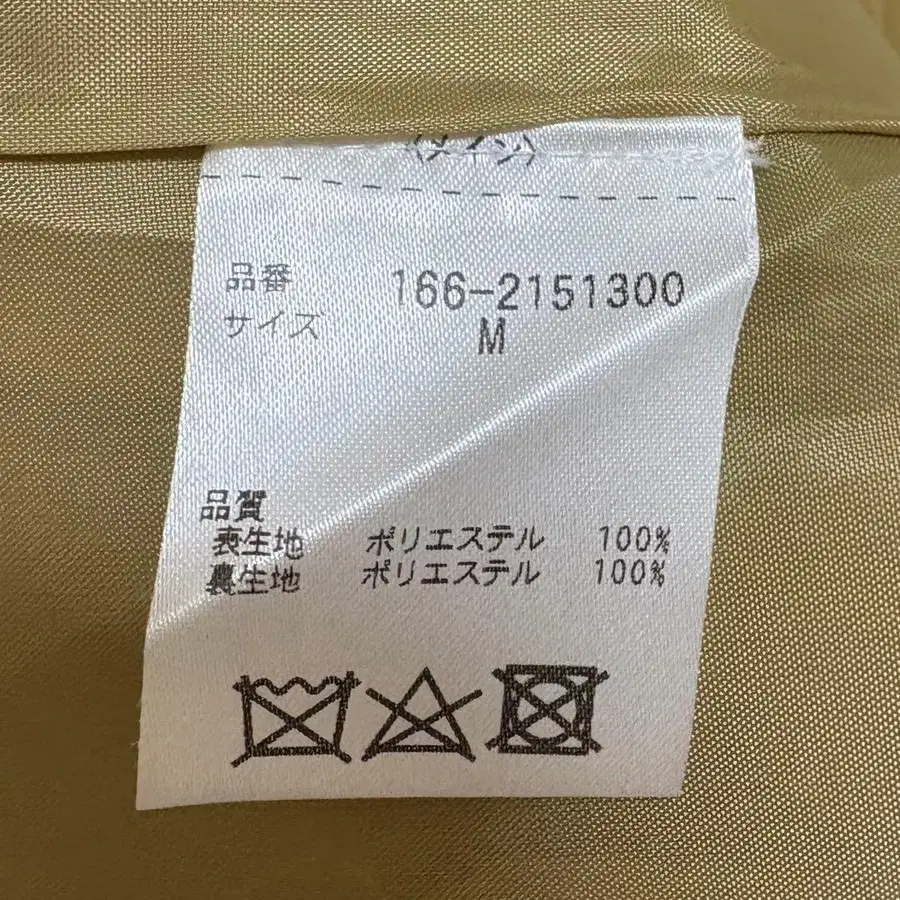 品番 166-2151300
サイズ M
品質
表生地 ポリエステル 100%
裏生地 ポリエステル 100%